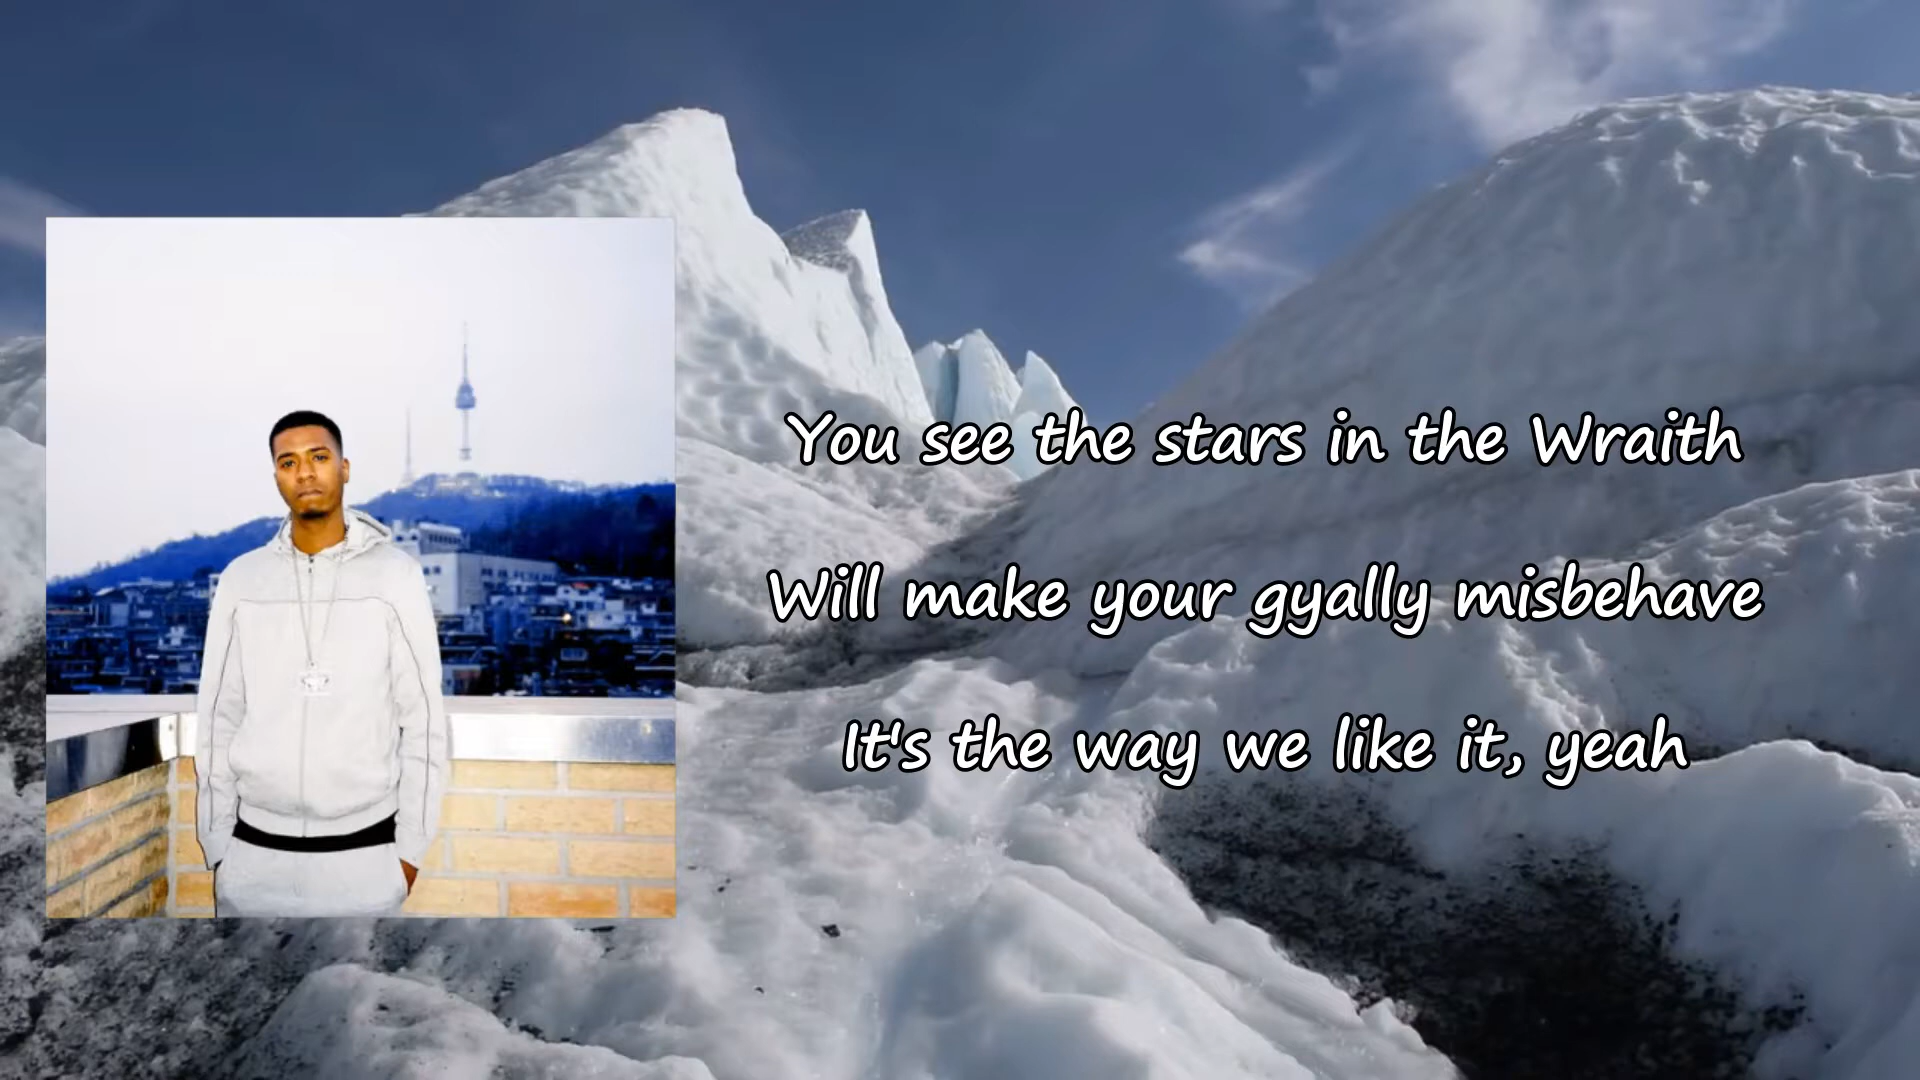 You see the stars in the Wraith
Will make your gyally misbehave
It's the way we like it, yeah